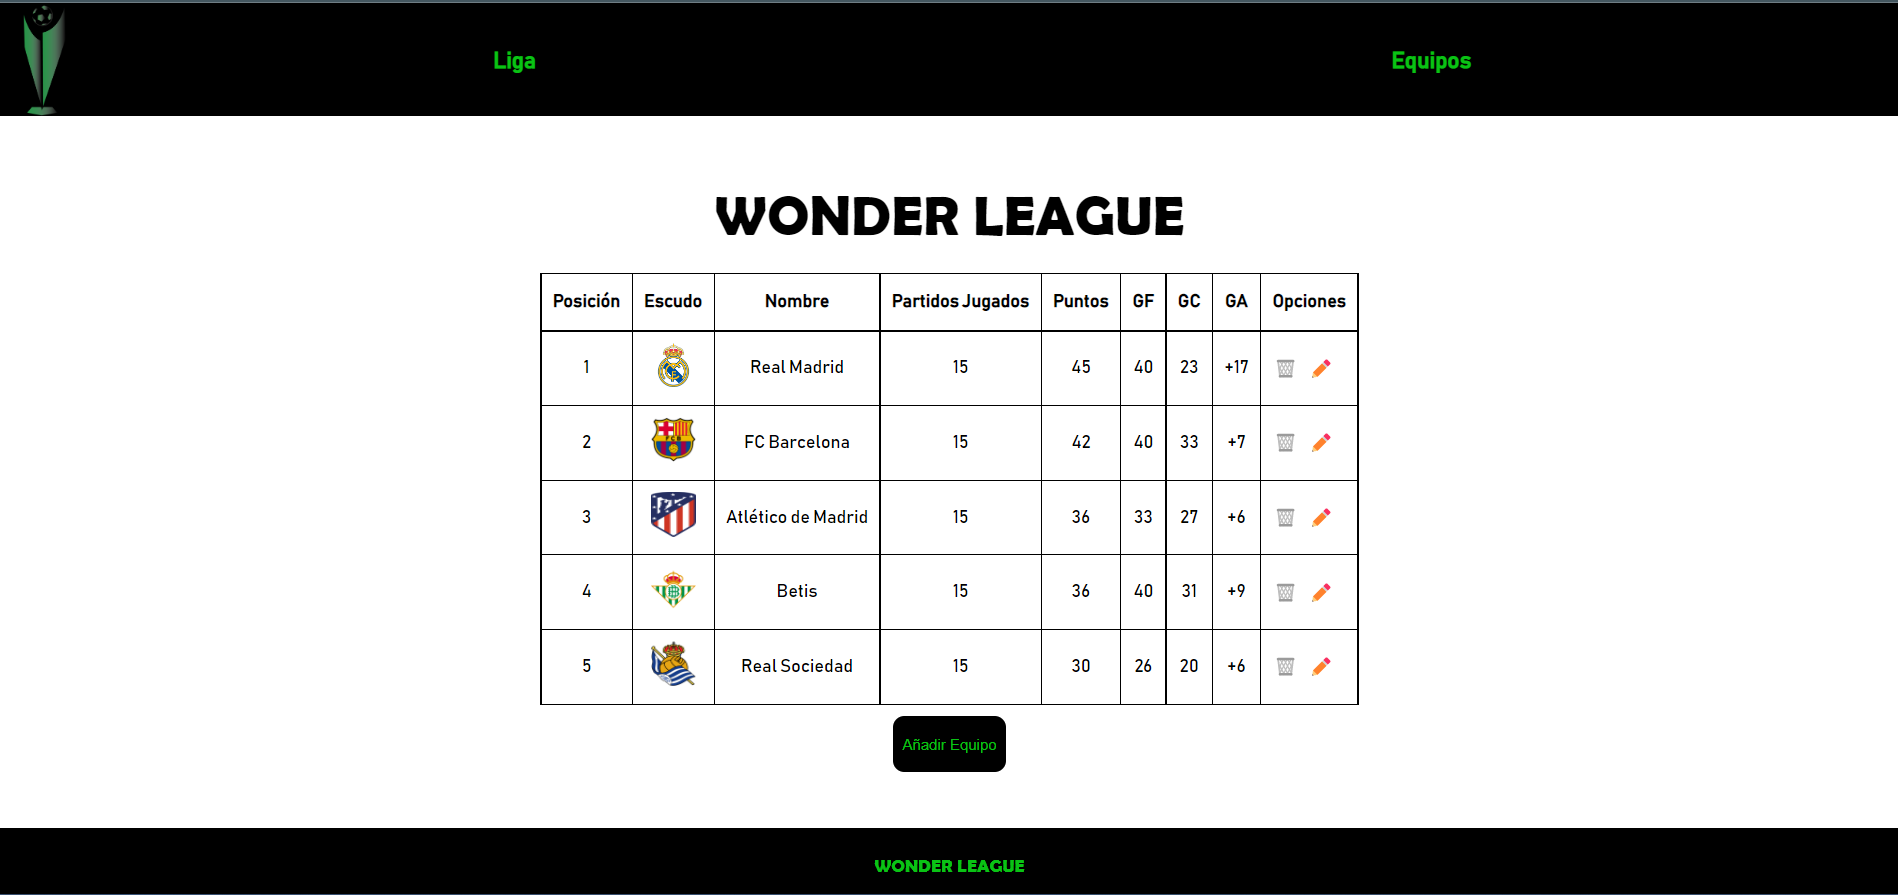 Liga Equipos
WONDER LEAGUE
Posición Escudo Nombre Partidos Jugados Puntos GF GC GA Opciones
1 Real Madrid 15 45 40 23 +17
2 FC Barcelona 15 42 40 33 +7
3 Atlético de Madrid 15 36 33 27 +6
4 Betis 15 36 40 31 +9
5 Real Sociedad 15 30 26 20 +6
Añadir Equipo
WONDER LEAGUE